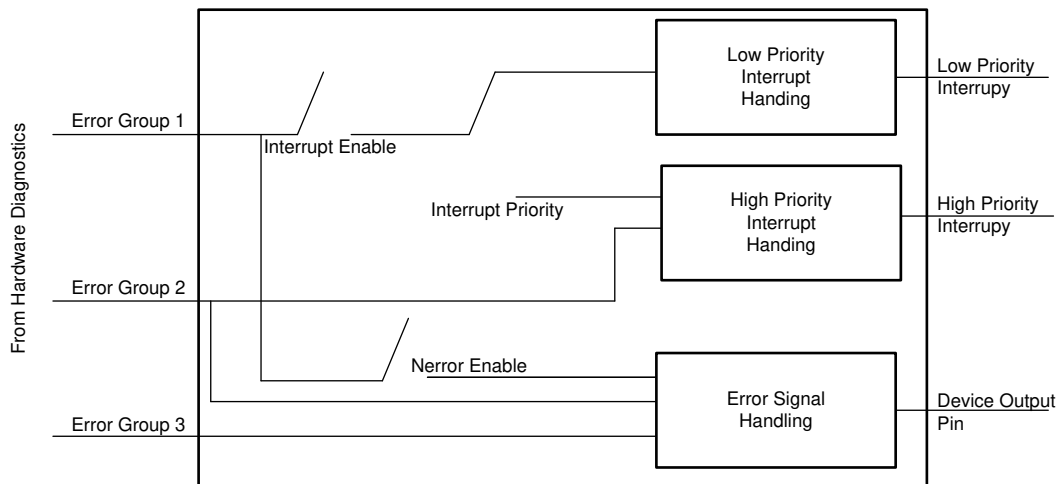 Low Priority
Interrupt
Handing
Low Priority
Interrupy
Error Group 1
Interrupt Enable
From Hardware Diagnostics
Interrupt Priority
High Priority
Interrupt
Handing
High Priority
Interrupy
Error Group 2
Nerror Enable
Error Signal
Handling
Device Output
Pin
Error Group 3